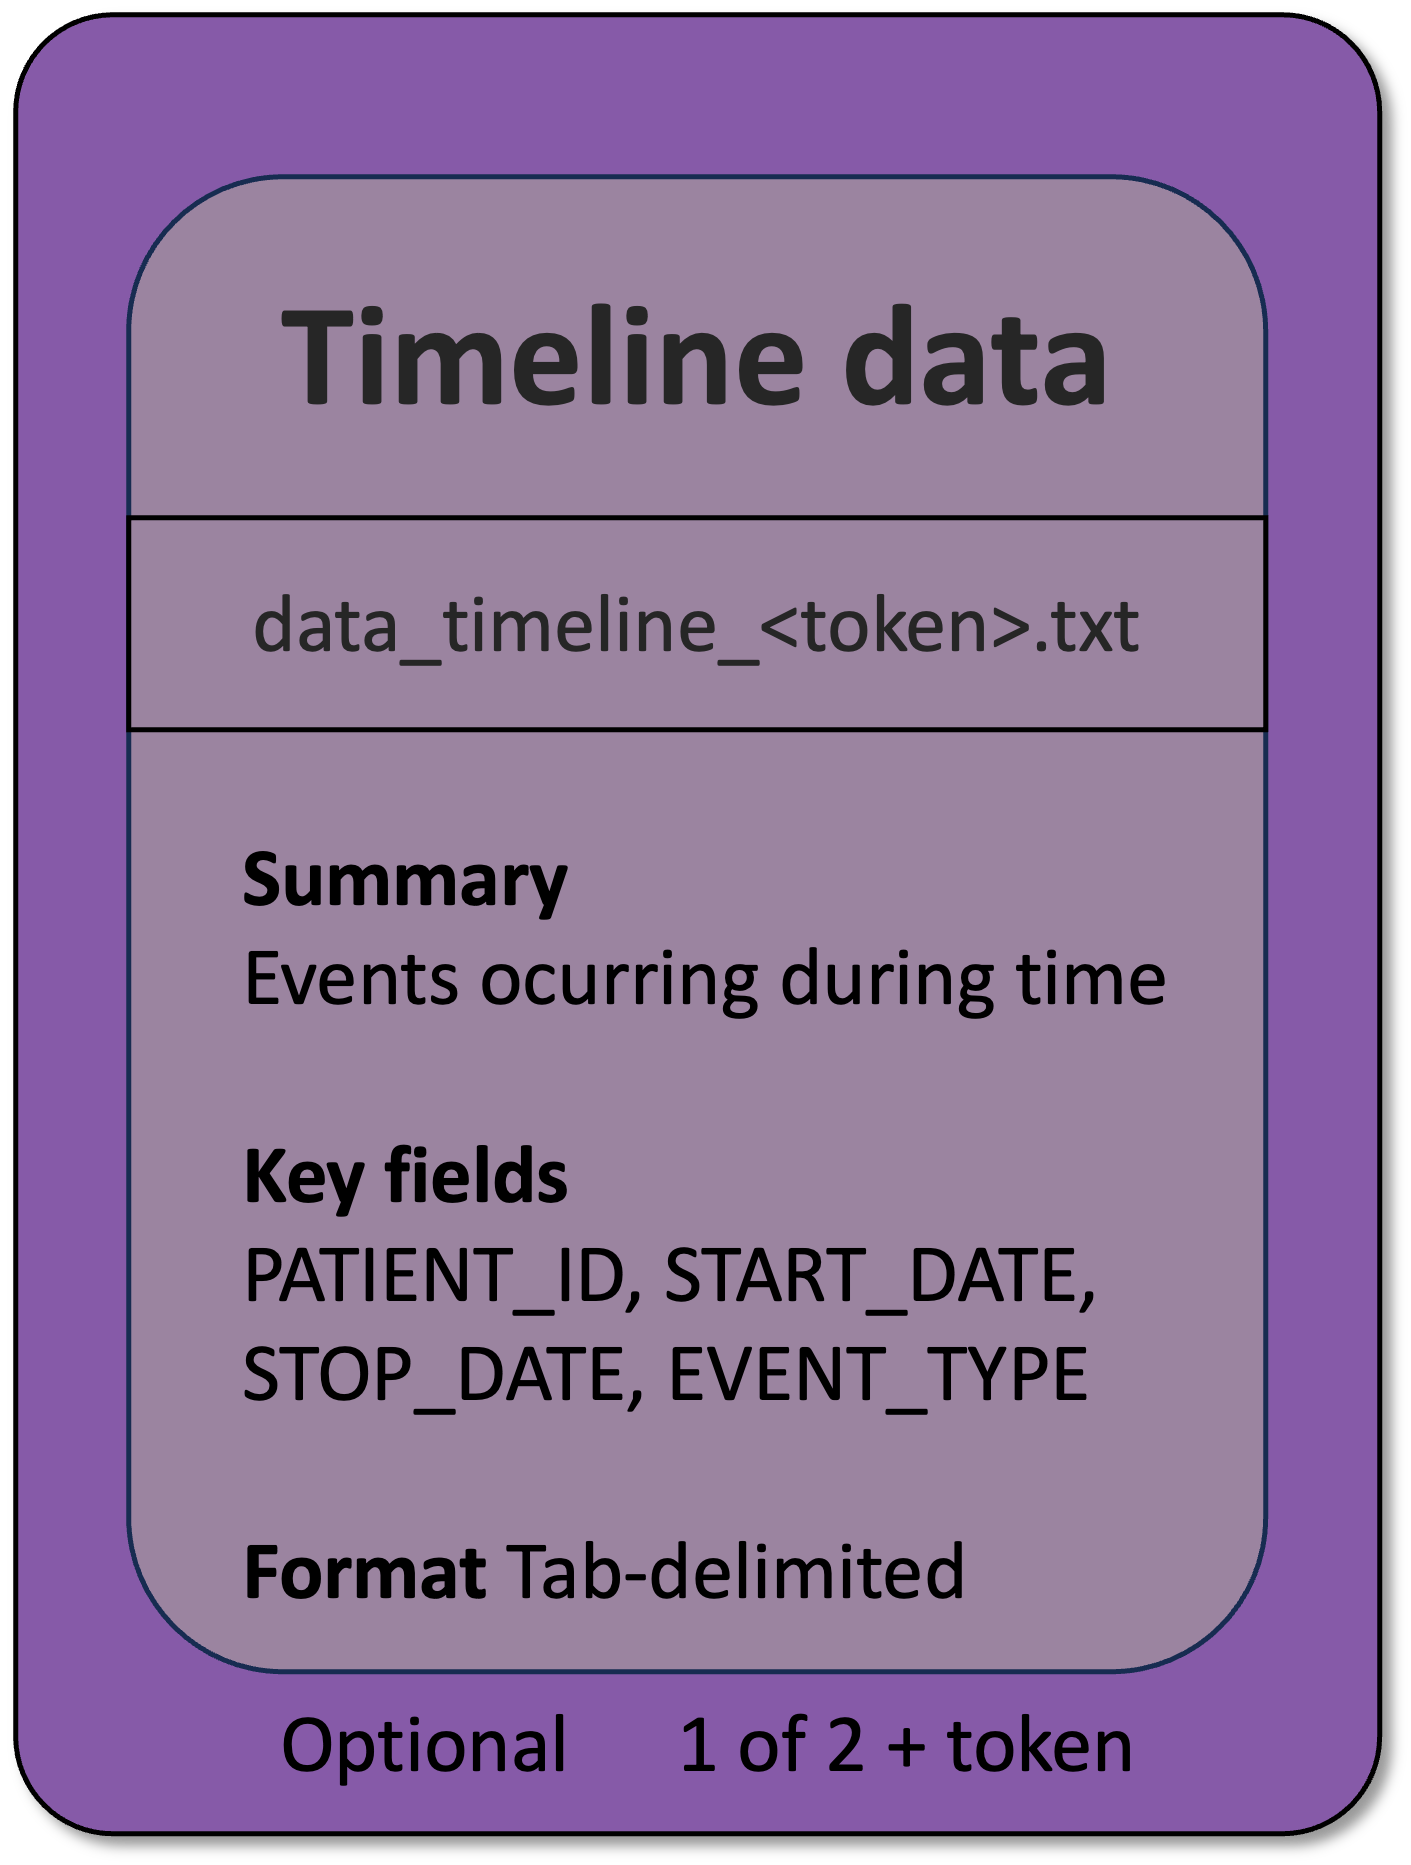 Timeline data
data_timeline_<token>.txt
Summary
Events ocurring during time
Key fields
PATIENT_ID, START_DATE,
STOP_DATE, EVENT_TYPE
Format Tab-delimited
Optional 1 of 2 + token